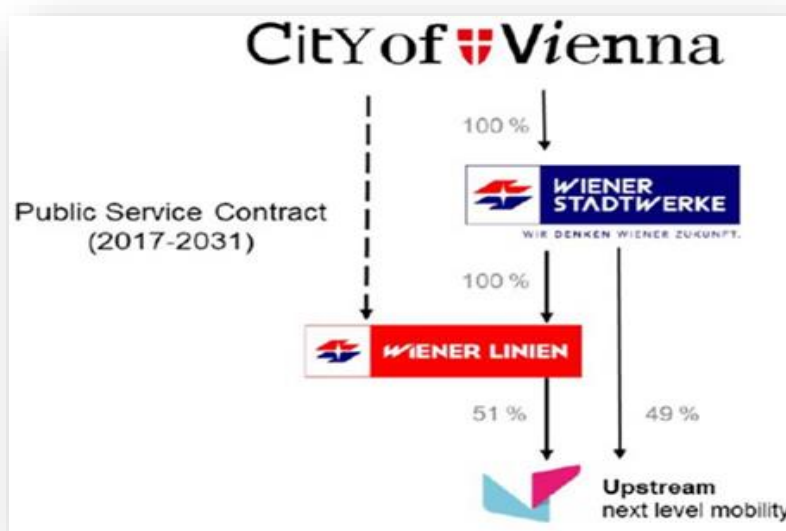 CitY of Vienna
100 %
WIENER
STADTWERKE
WIR DENKEN WIENER ZUKUNFT.
Public Service Contract
(2017-2031)
100 %
WIENER LINIEN
51 %
49 %
Upstream
next level mobility